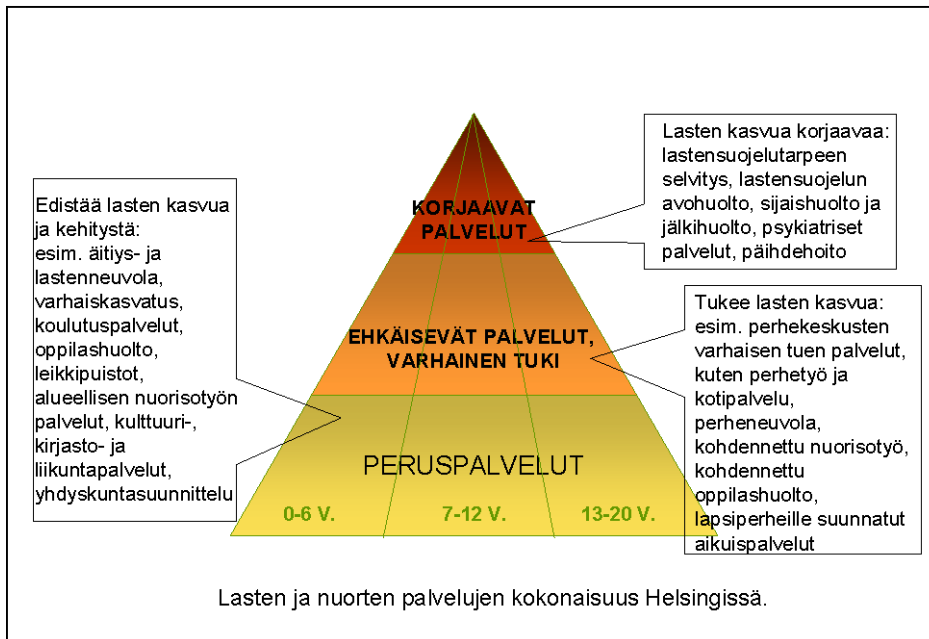 Lasten kasvua korjaavaa:
lastensuojelutarpeen
selvitys, lastensuojelun
avohuolto, sijaishuolto ja
jälkihuolto, psykiatriset
palvelut, päihdehoito
Edistää lasten kasvua
ja kehitystä:
esim. äitiys- ja
lastenneuvola,
varhaiskasvatus,
koulutuspalvelut,
oppilashuolto,
leikkipuistot,
alueellisen nuorisotyön
palvelut, kulttuuri-,
kirjasto- ja
liikuntapalvelut,
yhdyskuntasuunnittelu
KORJAAVAT
PALVELUT
Tukee lasten kasvua:
esim. perhekeskusten
varhaisen tuen palvelut,
kuten perhetyö ja
kotipalvelu,
perheneuvola,
kohdennettu nuorisotyö,
kohdennettu
oppilashuolto,
lapsiperheille suunnatut
aikuispalvelut
EHKÄISEVÄT PALVELUT,
VARHAINEN TUKI
PERUSPALVELUT
0-6 V.
7-12 V.
13-20 V.
Lasten ja nuorten palvelujen kokonaisuus Helsingissä.